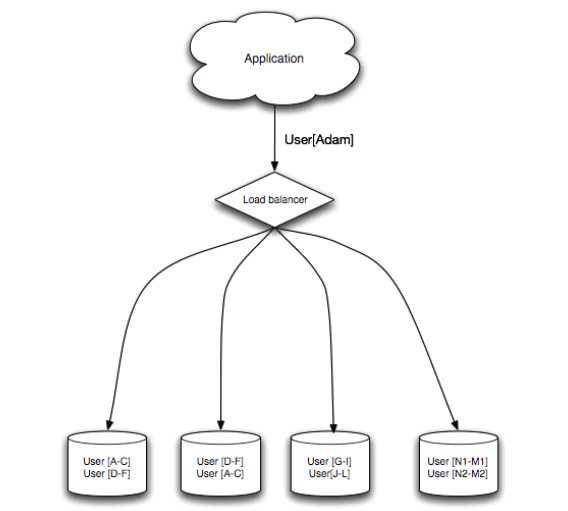 Application
User[Adam]
Load balancer
User [A-C]
User [D-F]
User [D-F]
User [A-C]
User [G-I]
User[J-L]
User [N1-M1]
User [N2-M2]